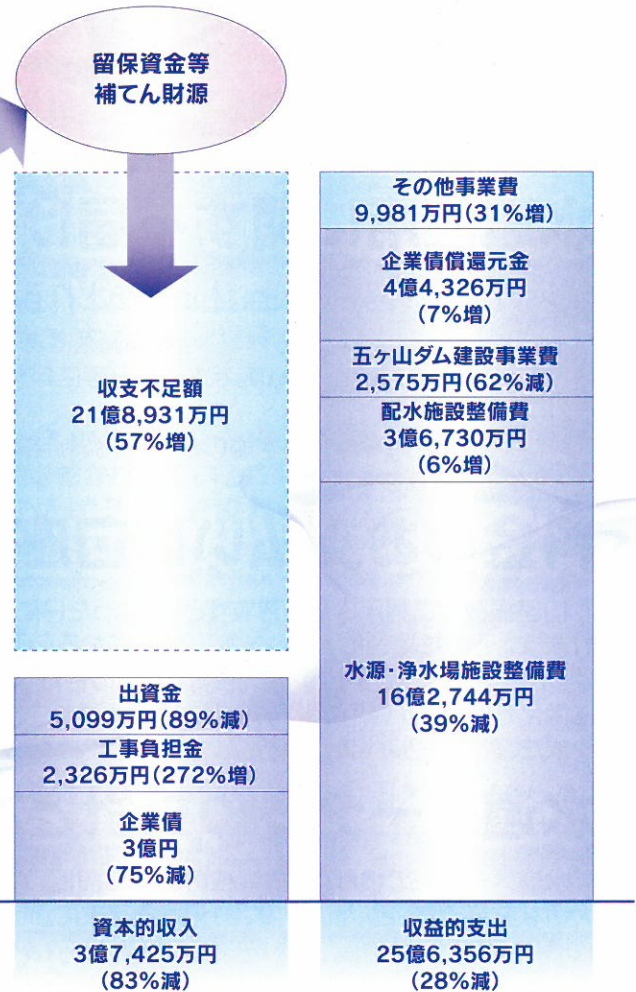 留保資金等
補てん財源
収支不足額
21億8,931万円
(57%増)
出資金
5,099万円(89%減)
工事負担金
2,326万円(272%増)
企業債
3億円
(75%減)
資本的収入
3億7,425万円
(83%減)
その他事業費
9,981万円(31%増)
企業債償還元金
4億4,326万円
(7%増)
五ヶ山ダム建設事業費
2,575万円(62%減)
配水施設整備費
3億6,730万円
(6%増)
水源・浄水場施設整備費
16億2,744万円
(39%減)
収益的支出
25億6,356万円
(28%減)